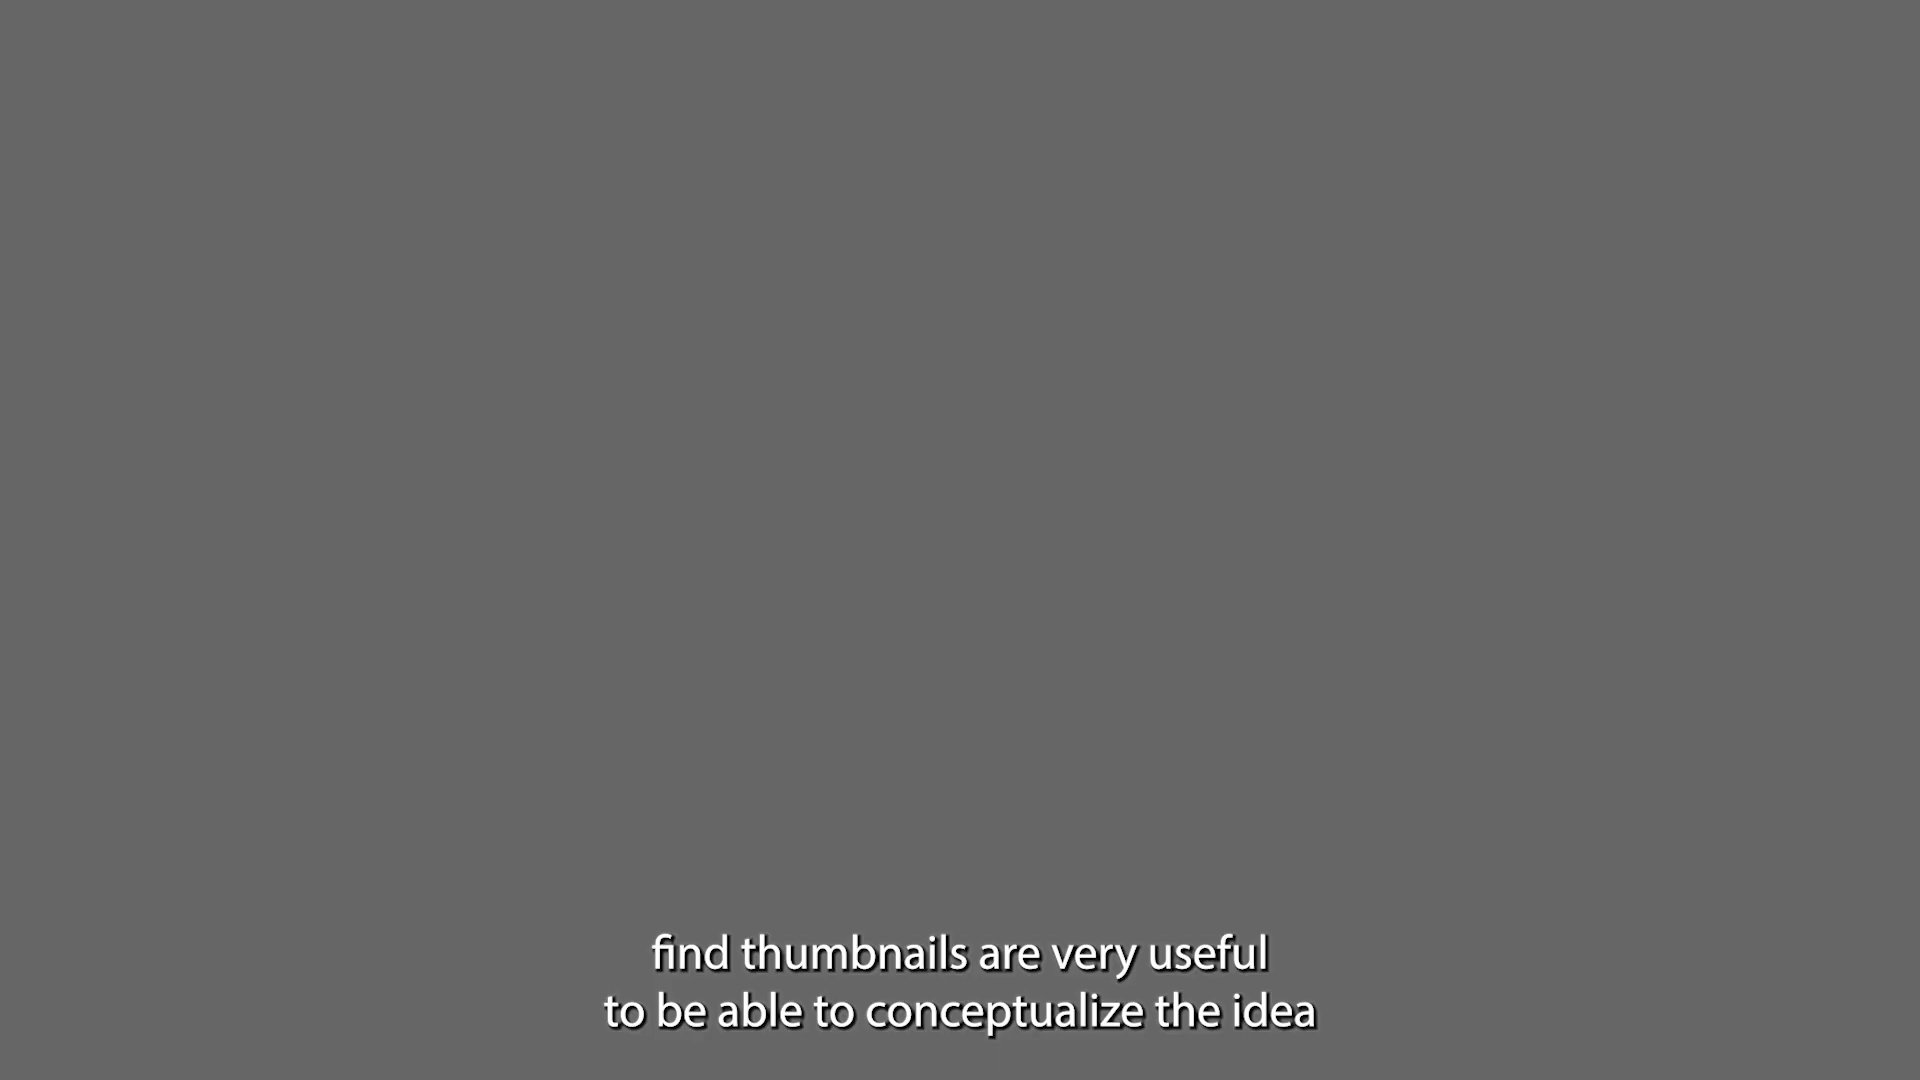 find thumbnails are very useful
to be able to conceptualize the idea